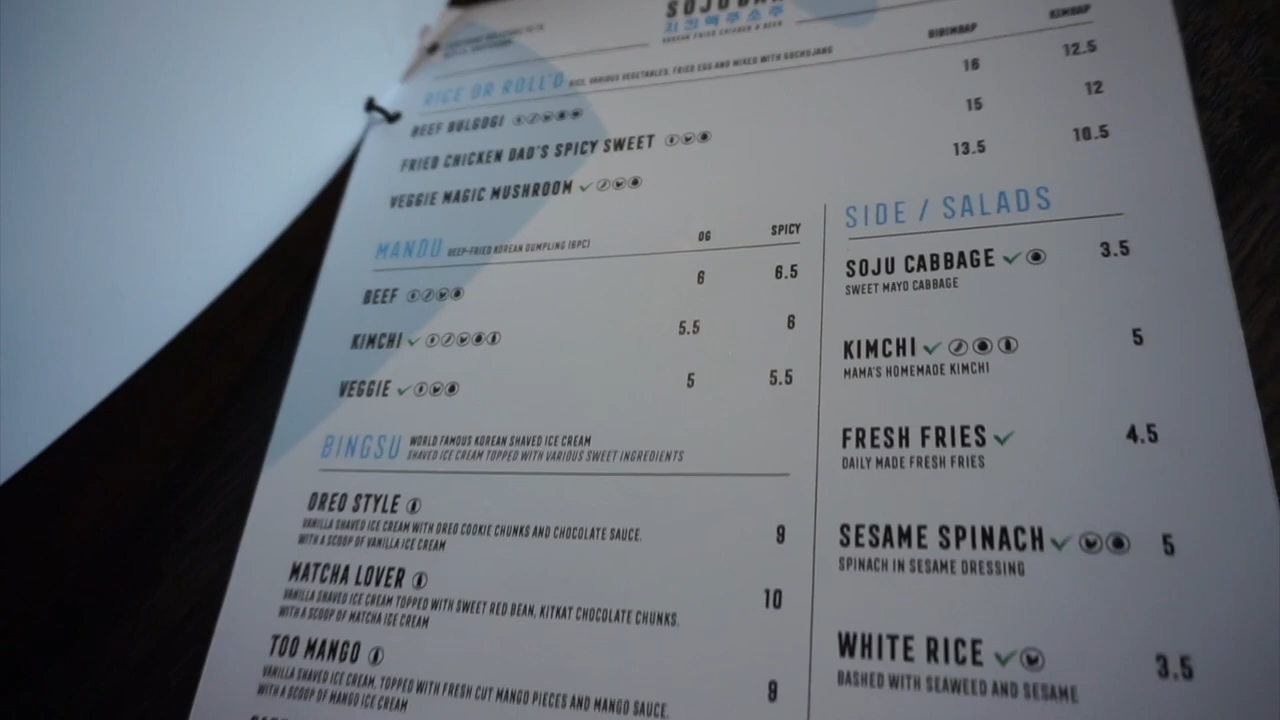 SOJUBAR
치킨맥주소주
KOREAN FRIED CHICKEN & BEER
RICE OR ROLL'D RICE, VARIOUS VEGETABLES, FRIED EGG AND MIXED WITH GOCHUJANG BIBIMBAP KIMBAP
BEEF BULGOGI 16 12.5
FRIED CHICKEN DAD'S SPICY SWEET 15 12
VEGGIE MAGIC MUSHROOM 13.5 10.5
MANDU DEEP-FRIED KOREAN DUMPLING (6PC) OG SPICY
BEEF 6 6.5
KIMCHI 5.5 6
VEGGIE 5 5.5
BINGSU WORLD FAMOUS KOREAN SHAVED ICE CREAM
SHAVED ICE CREAM TOPPED WITH VARIOUS SWEET INGREDIENTS
OREO STYLE
VANILLA SHAVED ICE CREAM WITH OREO COOKIE CHUNKS AND CHOCOLATE SAUCE. 9
WITH A SCOOP OF VANILLA ICE CREAM
MATCHA LOVER
VANILLA SHAVED ICE CREAM TOPPED WITH SWEET RED BEAN, KITKAT CHOCOLATE CHUNKS. 10
WITH A SCOOP OF MATCHA ICE CREAM
TOO MANGO
VANILLA SHAVED ICE CREAM, TOPPED WITH FRESH CUT MANGO PIECES AND MANGO SAUCE. 9
WITH A SCOOP OF MANGO ICE CREAM
SIDE / SALADS
SOJU CABBAGE 3.5
SWEET MAYO CABBAGE
KIMCHI 5
MAMA'S HOMEMADE KIMCHI
FRESH FRIES 4.5
DAILY MADE FRESH FRIES
SESAME SPINACH 5
SPINACH IN SESAME DRESSING
WHITE RICE 3.5
BASHED WITH SEAWEED AND SESAME